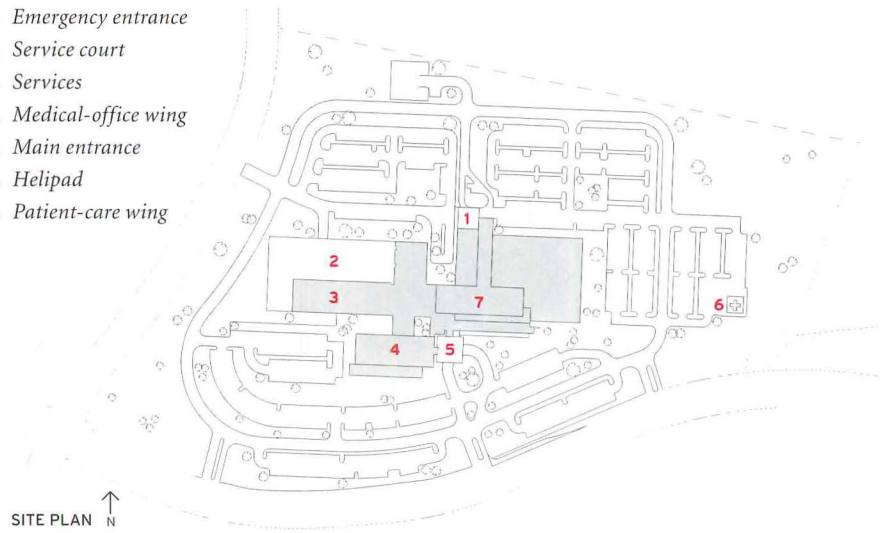 Emergency entrance
Service court
Services
Medical-office wing
Main entrance
Helipad
Patient-care wing
1
2
3
7
6
4
5
SITE PLAN N